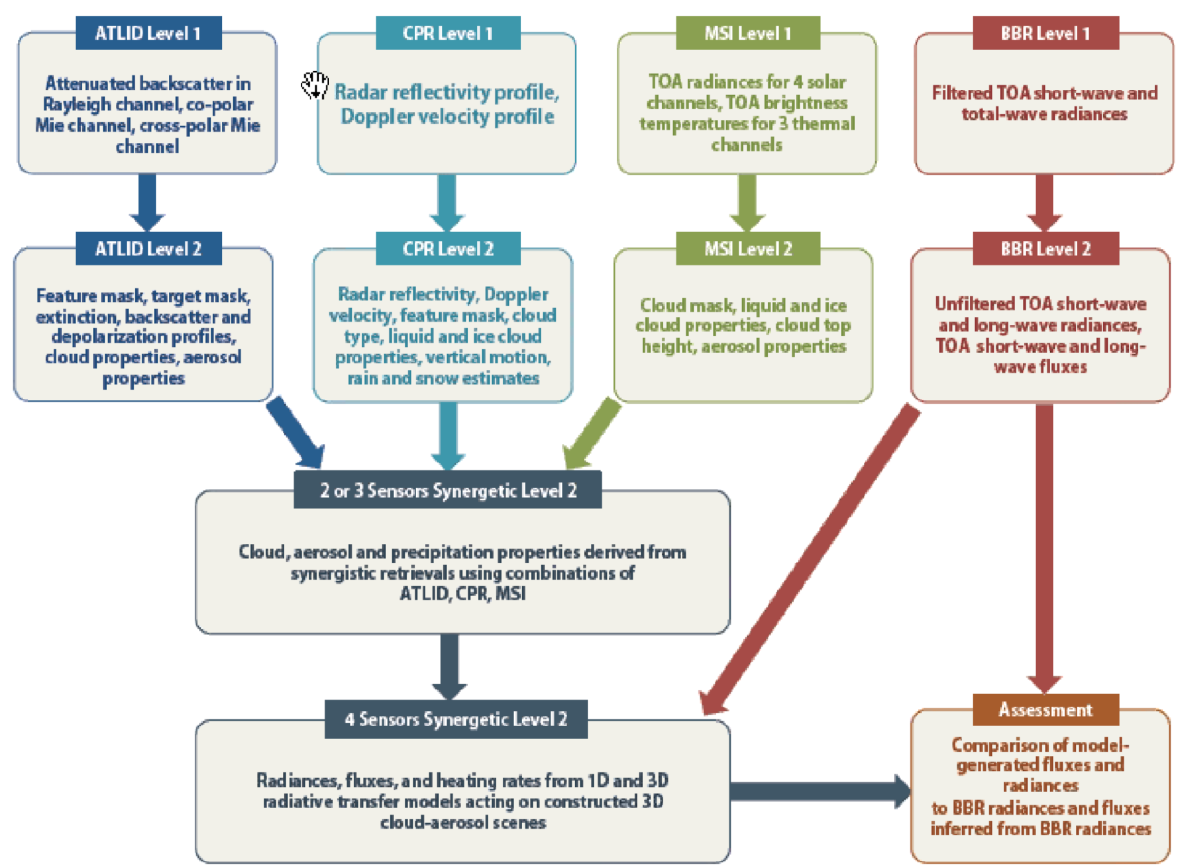 ATLID Level 1
Attenuated backscatter in
Rayleigh channel, co-polar
Mie channel, cross-polar Mie
channel
CPR Level 1
Radar reflectivity profile,
Doppler velocity profile
MSI Level 1
TOA radiances for 4 solar
channels, TOA brightness
temperatures for 3 thermal
channels
BBR Level 1
Filtered TOA short-wave and
total-wave radiances
ATLID Level 2
Feature mask, target mask,
extinction, backscatter and
depolarization profiles,
cloud properties, aerosol
properties
CPR Level 2
Radar reflectivity, Doppler
velocity, feature mask, cloud
type, liquid and ice cloud
properties, vertical motion,
rain and snow estimates
MSI Level 2
Cloud mask, liquid and ice
cloud properties, cloud top
height, aerosol properties
BBR Level 2
Unfiltered TOA short-wave
and long-wave radiances,
TOA short-wave and long-
wave fluxes
2 or 3 Sensors Synergetic Level 2
Cloud, aerosol and precipitation properties derived from
synergistic retrievals using combinations of
ATLID, CPR, MSI
4 Sensors Synergetic Level 2
Radiances, fluxes, and heating rates from 1D and 3D
radiative transfer models acting on constructed 3D
cloud-aerosol scenes
Assessment
Comparison of model-
generated fluxes and
radiances
to BBR radiances and fluxes
inferred from BBR radiances